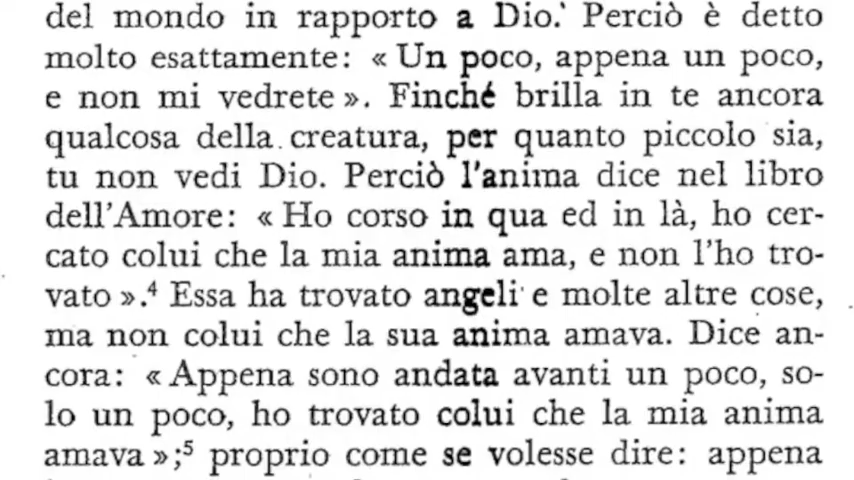 del mondo in rapporto a Dio. Perciò è detto
molto esattamente: « Un poco, appena un poco,
e non mi vedrete ». Finché brilla in te ancora
qualcosa della creatura, per quanto piccolo sia,
tu non vedi Dio. Perciò l'anima dice nel libro
dell'Amore: « Ho corso in qua ed in là, ho cer-
cato colui che la mia anima ama, e non l'ho tro-
vato ».⁴ Essa ha trovato angeli e molte altre cose,
ma non colui che la sua anima amava. Dice an-
cora: « Appena sono andata avanti un poco, so-
lo un poco, ho trovato colui che la mia anima
amava »;⁵ proprio come se volesse dire: appena